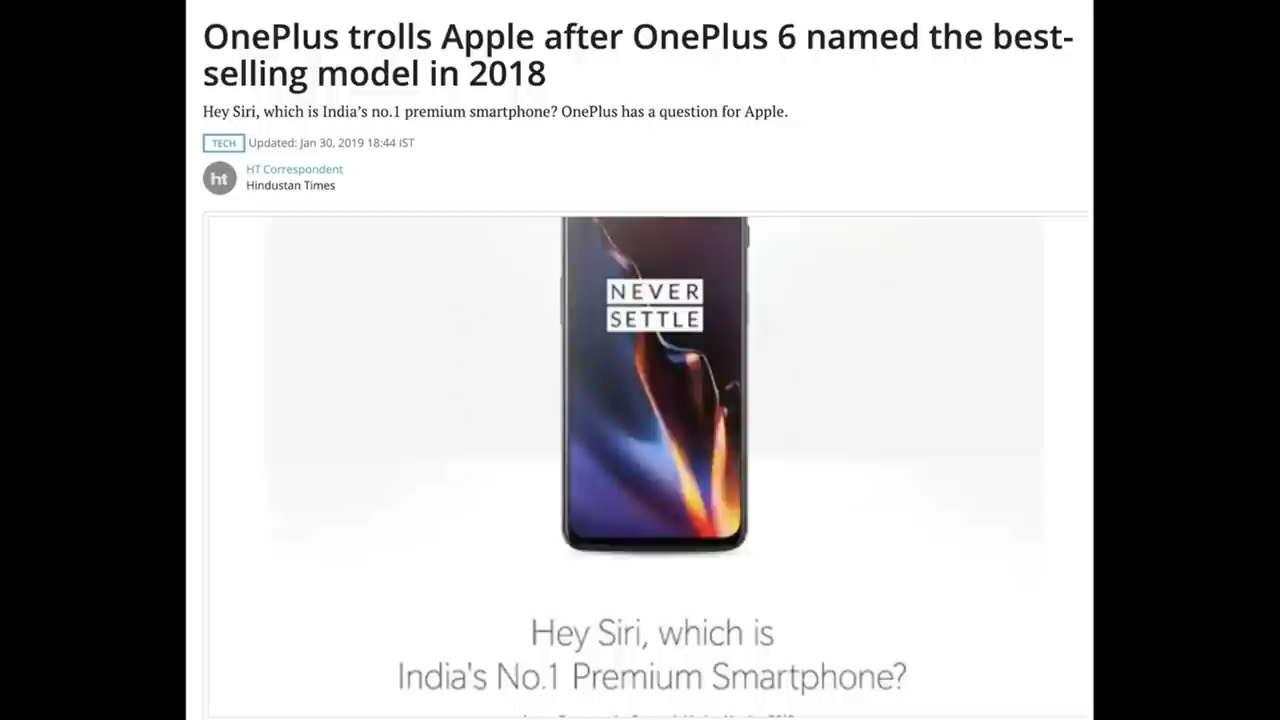 OnePlus trolls Apple after OnePlus 6 named the best-
selling model in 2018
Hey Siri, which is India’s no.1 premium smartphone? OnePlus has a question for Apple.
TECH Updated: Jan 30, 2019 18:44 IST
ht HT Correspondent
Hindustan Times
NEVER
SETTLE
Hey Siri, which is
India's No.1 Premium Smartphone?